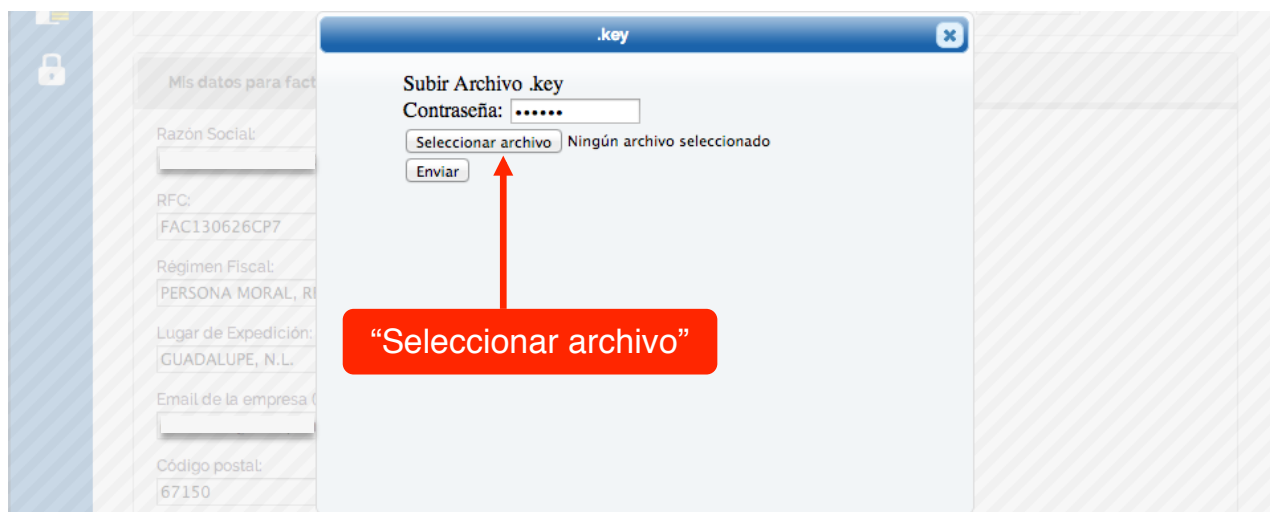 .key
Subir Archivo .key
Contraseña: ••••••
Seleccionar archivo Ningún archivo seleccionado
Enviar
“Seleccionar archivo”
Mis datos para fact
Razón Social:
RFC:
FAC130626CP7
Régimen Fiscal:
PERSONA MORAL, 
Lugar de Expedición:
GUADALUPE, N.L.
Email de la empresa
Código postal:
67150